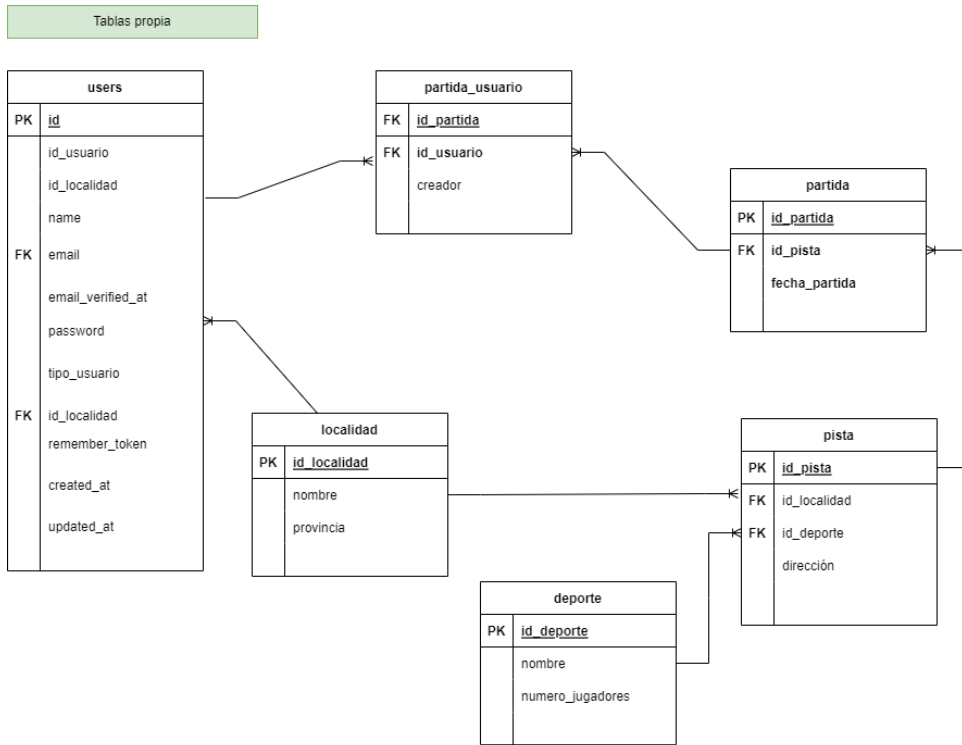 Tablas propia
users
PK id
id_usuario
id_localidad
name
FK email
email_verified_at
password
tipo_usuario
FK id_localidad
remember_token
created_at
updated_at
partida_usuario
FK id_partida
FK id_usuario
creador
partida
PK id_partida
FK id_pista
fecha_partida
localidad
PK id_localidad
nombre
provincia
pista
PK id_pista
FK id_localidad
FK id_deporte
dirección
deporte
PK id_deporte
nombre
numero_jugadores